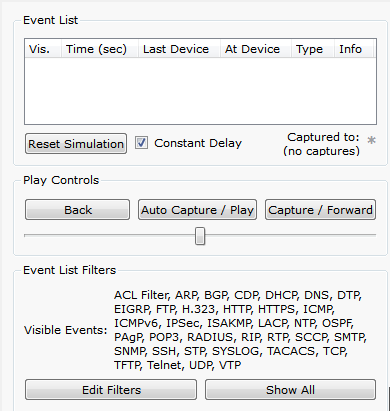 Event List
Vis. Time (sec) Last Device At Device Type Info
Reset Simulation Constant Delay Captured to: *
(no captures)
Play Controls
Back Auto Capture / Play Capture / Forward
Event List Filters
ACL Filter, ARP, BGP, CDP, DHCP, DNS, DTP,
EIGRP, FTP, H.323, HTTP, HTTPS, ICMP,
Visible Events: ICMPv6, IPSec, ISAKMP, LACP, NTP, OSPF,
PAgP, POP3, RADIUS, RIP, RTP, SCCP, SMTP,
SNMP, SSH, STP, SYSLOG, TACACS, TCP,
TFTP, Telnet, UDP, VTP
Edit Filters Show All